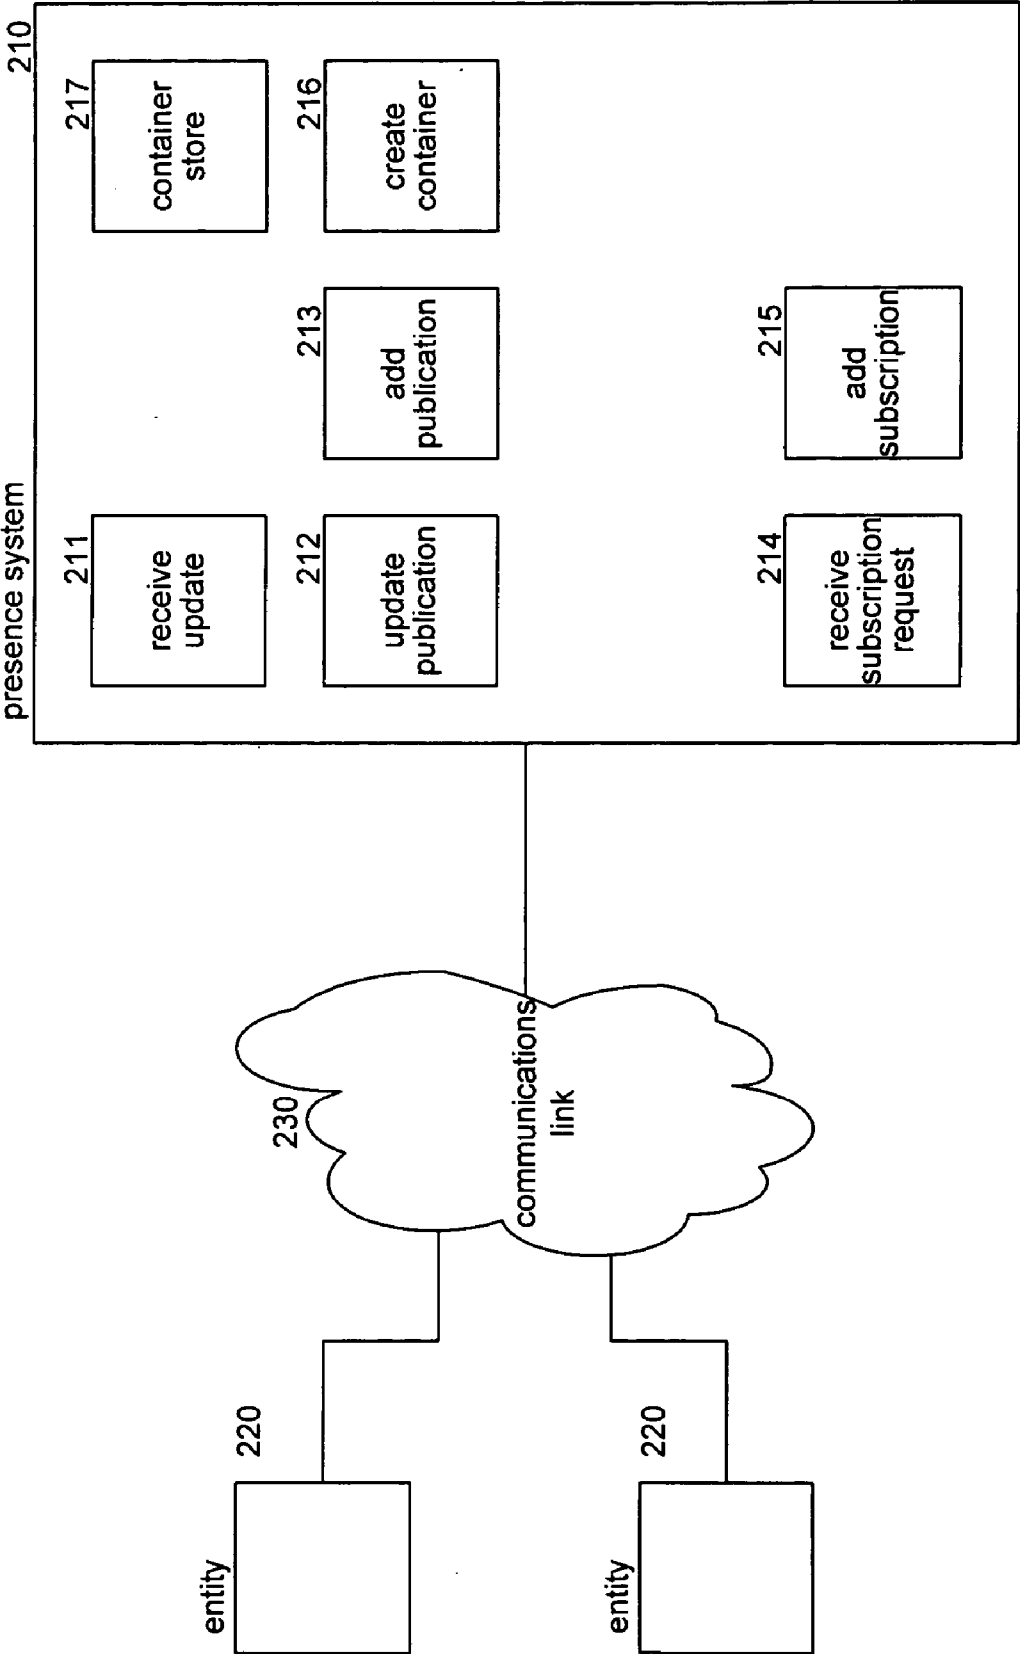 presence system
210
211
receive
update
217
container
store
212
update
publication
213
add
publication
216
create
container
214
receive
subscription
request
215
add
subscription
230
communications
link
entity
220
entity
220